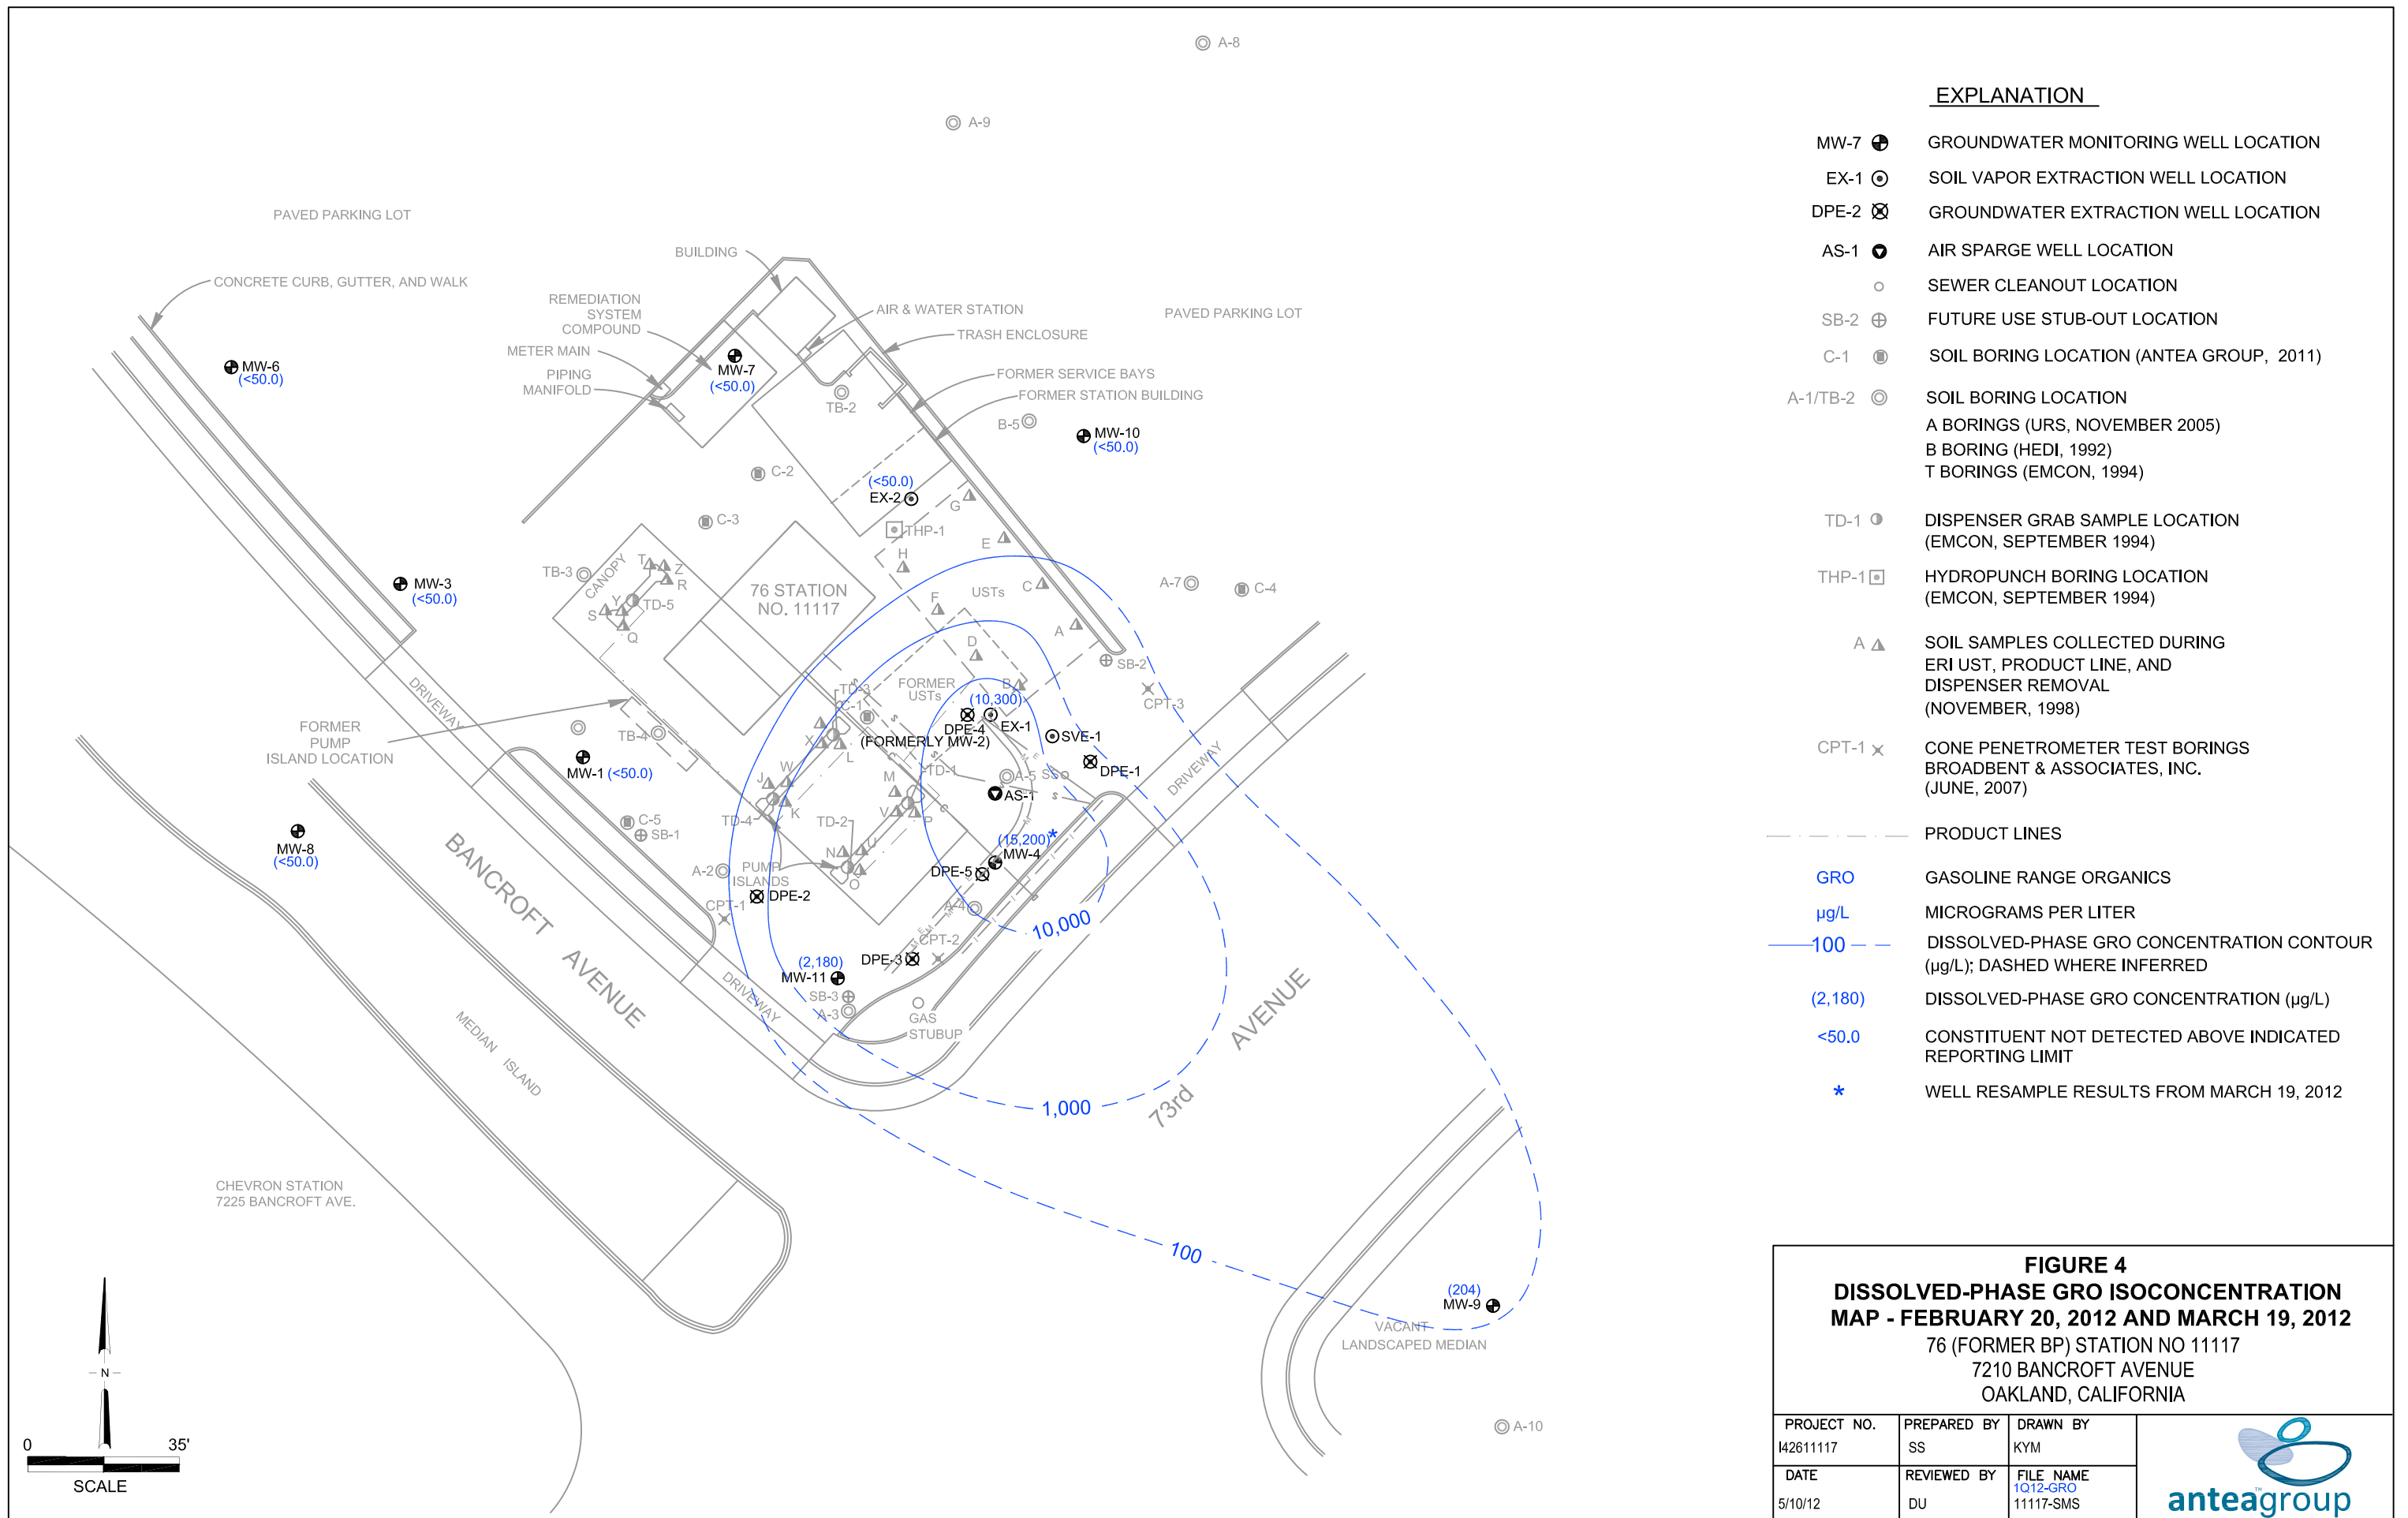 A-8
A-9
PAVED PARKING LOT
CONCRETE CURB, GUTTER, AND WALK
BUILDING
REMEDIATION
SYSTEM
COMPOUND
METER MAIN
PIPING
MANIFOLD
AIR & WATER STATION
TRASH ENCLOSURE
PAVED PARKING LOT
FORMER SERVICE BAYS
FORMER STATION BUILDING
MW-6
(<50.0)
MW-7
(<50.0)
TB-2
B-5
MW-10
(<50.0)
C-2
(<50.0)
EX-2
G
C-3
THP-1
E
H
TB-3
CANOPY
T
Z
R
Y
TD-5
S
Q
MW-3
(<50.0)
76 STATION
NO. 11117
USTs
C
F
A-7
C-4
A
D
SB-2
DRIVEWAY
FORMER
USTs
B
CPT-3
TD-3
C-1
(10,300)
DPE-4
EX-1
(FORMERLY MW-2)
SVE-1
FORMER
PUMP
ISLAND LOCATION
TB-4
X
L
MW-1 (<50.0)
DPE-1
DRIVEWAY
TD-1
A-5
SS
W
J
M
K
AS-1
TD-4
TD-2
V
P
C-5
SB-1
MW-8
(<50.0)
(15,200)*
MW-4
N
U
O
DPE-5
A-2
PUMP
ISLANDS
DPE-2
CPT-1
A-4
10,000
CPT-2
DPE-3
(2,180)
MW-11
SB-3
A-3
GAS
STUBUP
DRIVEWAY
BANCROFT AVENUE
MEDIAN ISLAND
73rd AVENUE
1,000
100
CHEVRON STATION
7225 BANCROFT AVE.
(204)
MW-9
VACANT
LANDSCAPED MEDIAN
A-10
N
0 35'
SCALE
EXPLANATION
MW-7 GROUNDWATER MONITORING WELL LOCATION
EX-1 SOIL VAPOR EXTRACTION WELL LOCATION
DPE-2 GROUNDWATER EXTRACTION WELL LOCATION
AS-1 AIR SPARGE WELL LOCATION
SEWER CLEANOUT LOCATION
SB-2 FUTURE USE STUB-OUT LOCATION
C-1 SOIL BORING LOCATION (ANTEA GROUP, 2011)
A-1/TB-2 SOIL BORING LOCATION
A BORINGS (URS, NOVEMBER 2005)
B BORING (HEDI, 1992)
T BORINGS (EMCON, 1994)
TD-1 DISPENSER GRAB SAMPLE LOCATION
(EMCON, SEPTEMBER 1994)
THP-1 HYDROPUNCH BORING LOCATION
(EMCON, SEPTEMBER 1994)
A SOIL SAMPLES COLLECTED DURING
ERI UST, PRODUCT LINE, AND
DISPENSER REMOVAL
(NOVEMBER, 1998)
CPT-1 CONE PENETROMETER TEST BORINGS
BROADBENT & ASSOCIATES, INC.
(JUNE, 2007)
PRODUCT LINES
GRO GASOLINE RANGE ORGANICS
µg/L MICROGRAMS PER LITER
100 DISSOLVED-PHASE GRO CONCENTRATION CONTOUR
(µg/L); DASHED WHERE INFERRED
(2,180) DISSOLVED-PHASE GRO CONCENTRATION (µg/L)
<50.0 CONSTITUENT NOT DETECTED ABOVE INDICATED
REPORTING LIMIT
* WELL RESAMPLE RESULTS FROM MARCH 19, 2012
FIGURE 4
DISSOLVED-PHASE GRO ISOCONCENTRATION
MAP - FEBRUARY 20, 2012 AND MARCH 19, 2012
76 (FORMER BP) STATION NO 11117
7210 BANCROFT AVENUE
OAKLAND, CALIFORNIA
PROJECT NO. PREPARED BY DRAWN BY
I42611117 SS KYM
DATE REVIEWED BY FILE NAME
1Q12-GRO
5/10/12 DU 11117-SMS
anteagroup
TM